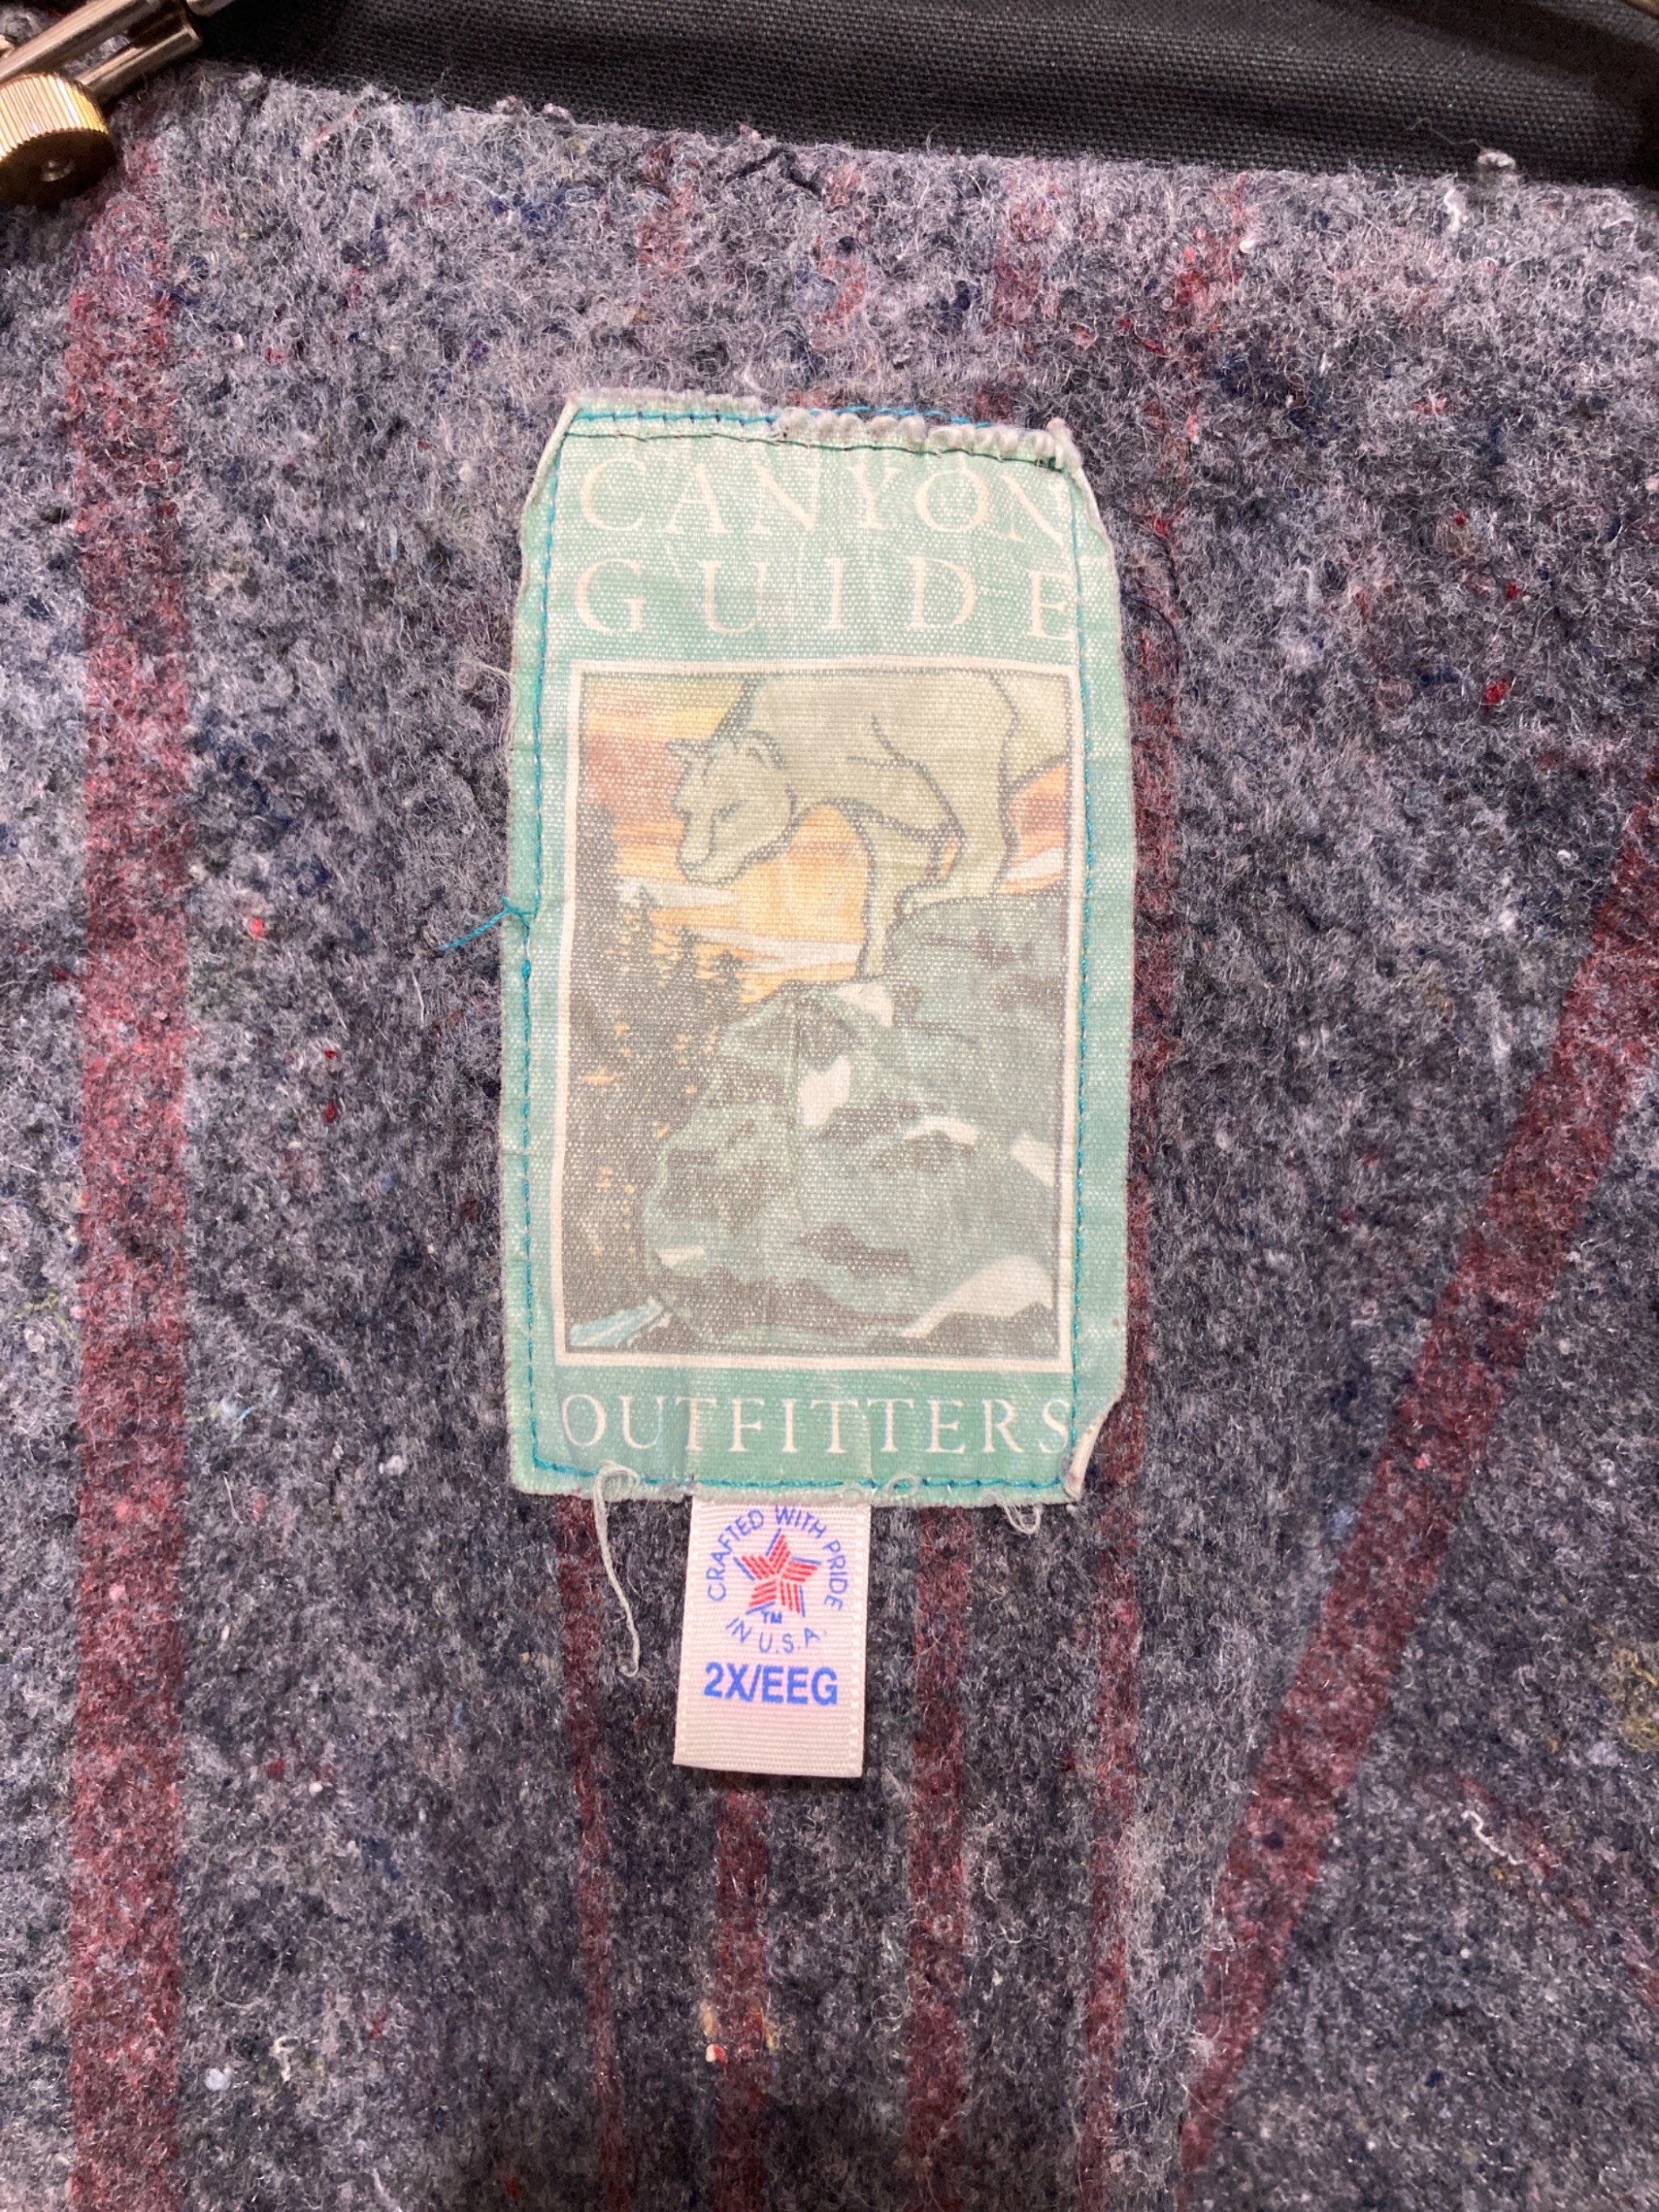 CANYON
GUIDE
OUTFITTERS
CRAFTED WITH PRIDE
TM
IN U.S.A.
2X/EEG